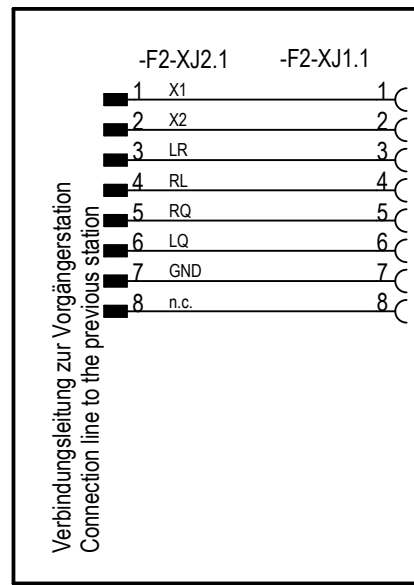 -F2-XJ2.1 -F2-XJ1.1
1 X1 1
2 X2 2
3 LR 3
4 RL 4
5 RQ 5
6 LQ 6
7 GND 7
8 n.c. 8
Verbindungsleitung zur Vorgängerstation
Connection line to the previous station